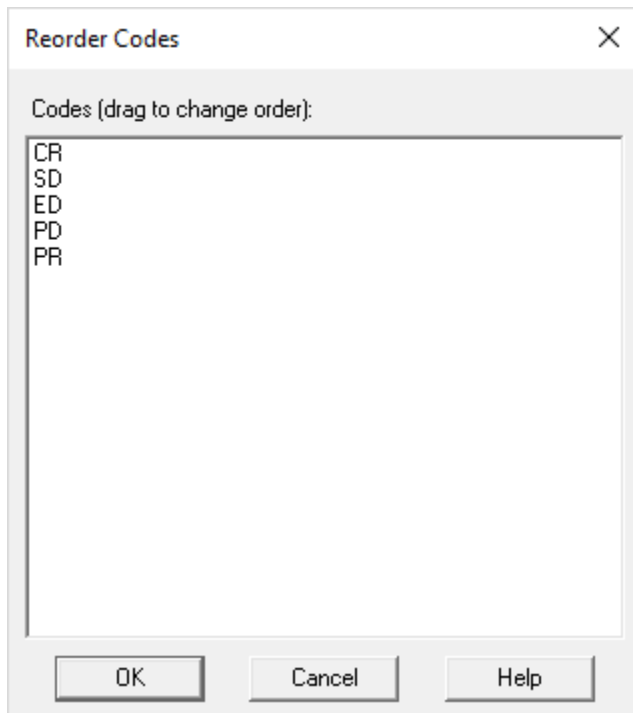 Reorder Codes
Codes (drag to change order):
CR
SD
ED
PD
PR
OK Cancel Help